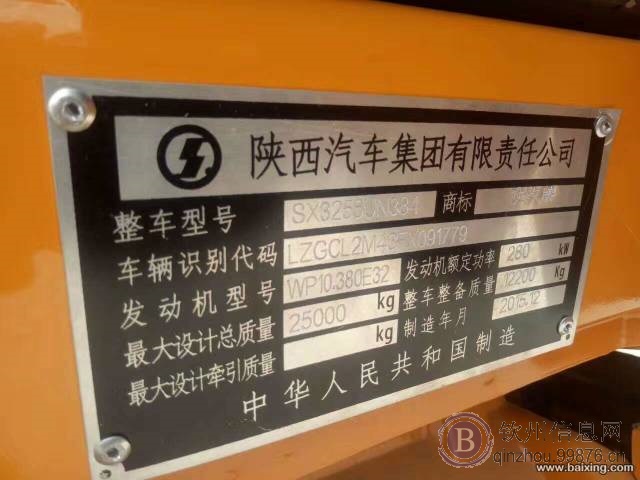 陕西汽车集团有限责任公司
整车型号 商标
车辆识别代码
发动机型号 WP10.380E32 发动机额定功率 280 kW
最大设计总质量 25000 kg 整车整备质量 12200 Kg
最大设计牵引质量 kg 制造年月 2015.12
中华人民共和国制造
B 钦州信息网
qinzhou.99876.cn
www.baixing.com